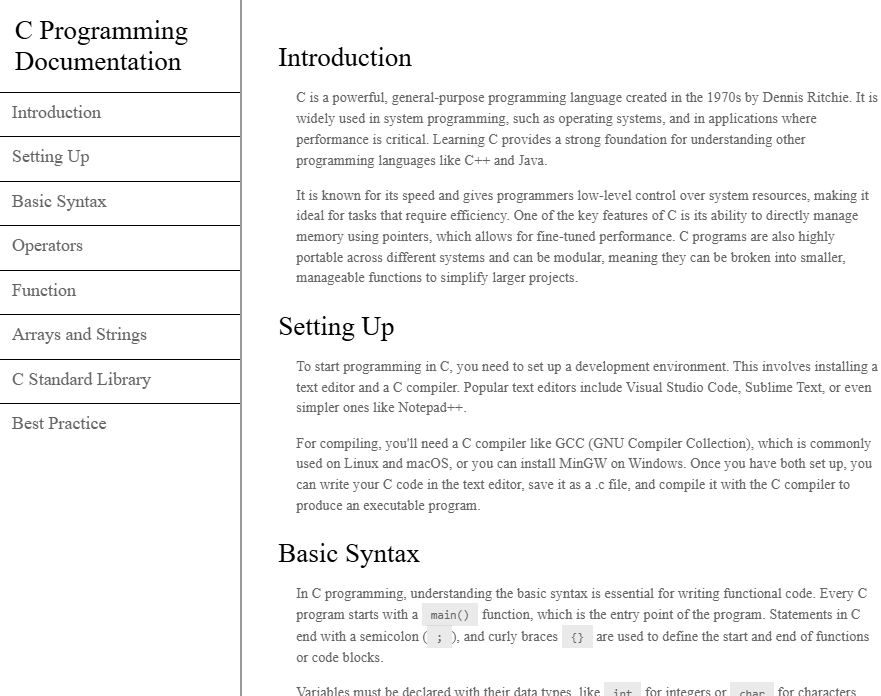 C Programming
Documentation
Introduction
Setting Up
Basic Syntax
Operators
Function
Arrays and Strings
C Standard Library
Best Practice
Introduction
C is a powerful, general-purpose programming language created in the 1970s by Dennis Ritchie. It is
widely used in system programming, such as operating systems, and in applications where
performance is critical. Learning C provides a strong foundation for understanding other
programming languages like C++ and Java.
It is known for its speed and gives programmers low-level control over system resources, making it
ideal for tasks that require efficiency. One of the key features of C is its ability to directly manage
memory using pointers, which allows for fine-tuned performance. C programs are also highly
portable across different systems and can be modular, meaning they can be broken into smaller,
manageable functions to simplify larger projects.
Setting Up
To start programming in C, you need to set up a development environment. This involves installing a
text editor and a C compiler. Popular text editors include Visual Studio Code, Sublime Text, or even
simpler ones like Notepad++.
For compiling, you'll need a C compiler like GCC (GNU Compiler Collection), which is commonly
used on Linux and macOS, or you can install MinGW on Windows. Once you have both set up, you
can write your C code in the text editor, save it as a .c file, and compile it with the C compiler to
produce an executable program.
Basic Syntax
In C programming, understanding the basic syntax is essential for writing functional code. Every C
program starts with a main() function, which is the entry point of the program. Statements in C
end with a semicolon ( ; ), and curly braces {} are used to define the start and end of functions
or code blocks.
Variables must be declared with their data types, like int for integers or char for characters